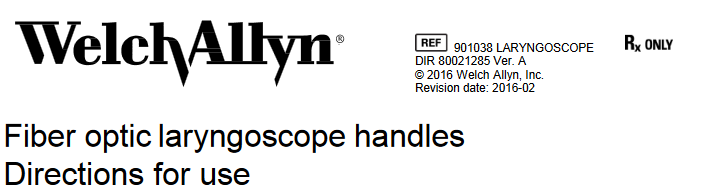 WelchAllyn®
REF 901038 LARYNGOSCOPE
DIR 80021285 Ver. A
© 2016 Welch Allyn, Inc.
Revision date: 2016-02
Rx ONLY
Fiber optic laryngoscope handles
Directions for use